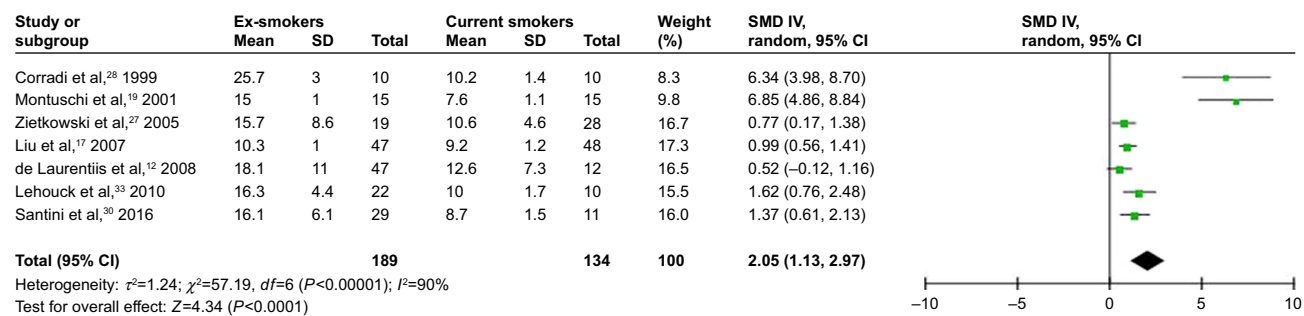 Study or subgroup Ex-smokers Current smokers Weight (%) SMD IV, random, 95% CI SMD IV, random, 95% CI
Mean SD Total Mean SD Total
Corradi et al,²⁸ 1999 25.7 3 10 10.2 1.4 10 8.3 6.34 (3.98, 8.70)
Montuschi et al,¹⁹ 2001 15 1 15 7.6 1.1 15 9.8 6.85 (4.86, 8.84)
Zietkowski et al,²⁷ 2005 15.7 8.6 19 10.6 4.6 28 16.7 0.77 (0.17, 1.38)
Liu et al,¹⁷ 2007 10.3 1 47 9.2 1.2 48 17.3 0.99 (0.56, 1.41)
de Laurentiis et al,¹² 2008 18.1 11 47 12.6 7.3 12 16.5 0.52 (–0.12, 1.16)
Lehouck et al,³³ 2010 16.3 4.4 22 10 1.7 10 15.5 1.62 (0.76, 2.48)
Santini et al,³⁰ 2016 16.1 6.1 29 8.7 1.5 11 16.0 1.37 (0.61, 2.13)
Total (95% CI) 189 134 100 2.05 (1.13, 2.97)
Heterogeneity: τ²=1.24; χ²=57.19, df=6 (P<0.00001); I²=90%
Test for overall effect: Z=4.34 (P<0.0001)
–10 –5 0 5 10